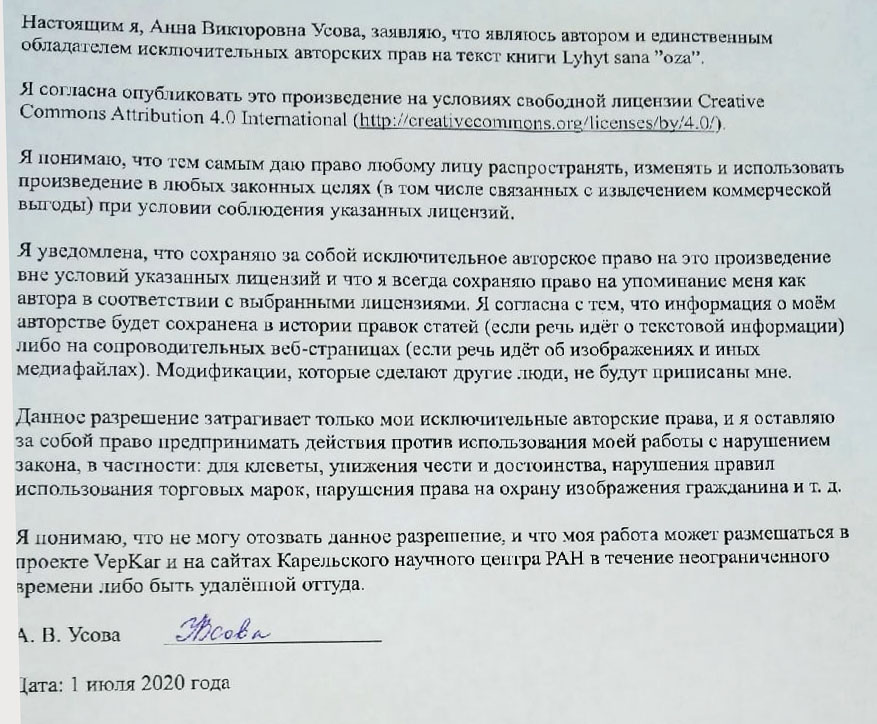 Настоящим я, Анна Викторовна Усова, заявляю, что являюсь автором и единственным
обладателем исключительных авторских прав на текст книги Lyhyt sana ”oza”.
Я согласна опубликовать это произведение на условиях свободной лицензии Creative
Commons Attribution 4.0 International (http://creativecommons.org/licenses/by/4.0/).
Я понимаю, что тем самым даю право любому лицу распространять, изменять и использовать
произведение в любых законных целях (в том числе связанных с извлечением коммерческой
выгоды) при условии соблюдения указанных лицензий.
Я уведомлена, что сохраняю за собой исключительное авторское право на это произведение
вне условий указанных лицензий и что я всегда сохраняю право на упоминание меня как
автора в соответствии с выбранными лицензиями. Я согласна с тем, что информация о моём
авторстве будет сохранена в истории правок статей (если речь идёт о текстовой информации)
либо на сопроводительных веб-страницах (если речь идёт об изображениях и иных
медиафайлах). Модификации, которые сделают другие люди, не будут приписаны мне.
Данное разрешение затрагивает только мои исключительные авторские права, и я оставляю
за собой право предпринимать действия против использования моей работы с нарушением
закона, в частности: для клеветы, унижения чести и достоинства, нарушения правил
использования торговых марок, нарушения права на охрану изображения гражданина и т. д.
Я понимаю, что не могу отозвать данное разрешение, и что моя работа может размещаться в
проекте VepKar и на сайтах Карельского научного центра РАН в течение неограниченного
времени либо быть удалённой оттуда.
А. В. Усова Усова
Дата: 1 июля 2020 года